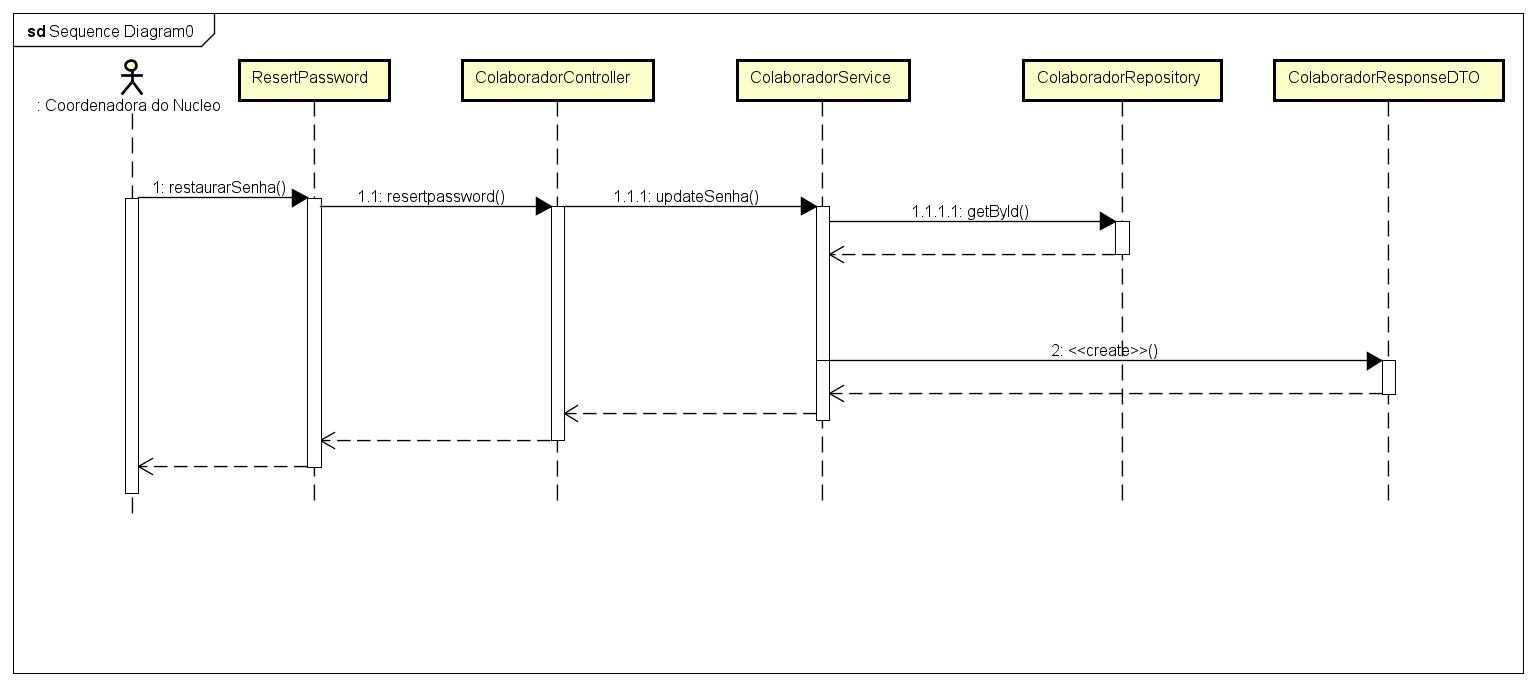 sd Sequence Diagram0
: Coordenadora do Nucleo
ResertPassword
ColaboradorController
ColaboradorService
ColaboradorRepository
ColaboradorResponseDTO
1: restaurarSenha()
1.1: resertpassword()
1.1.1: updateSenha()
1.1.1.1: getById()
2: <<create>>()